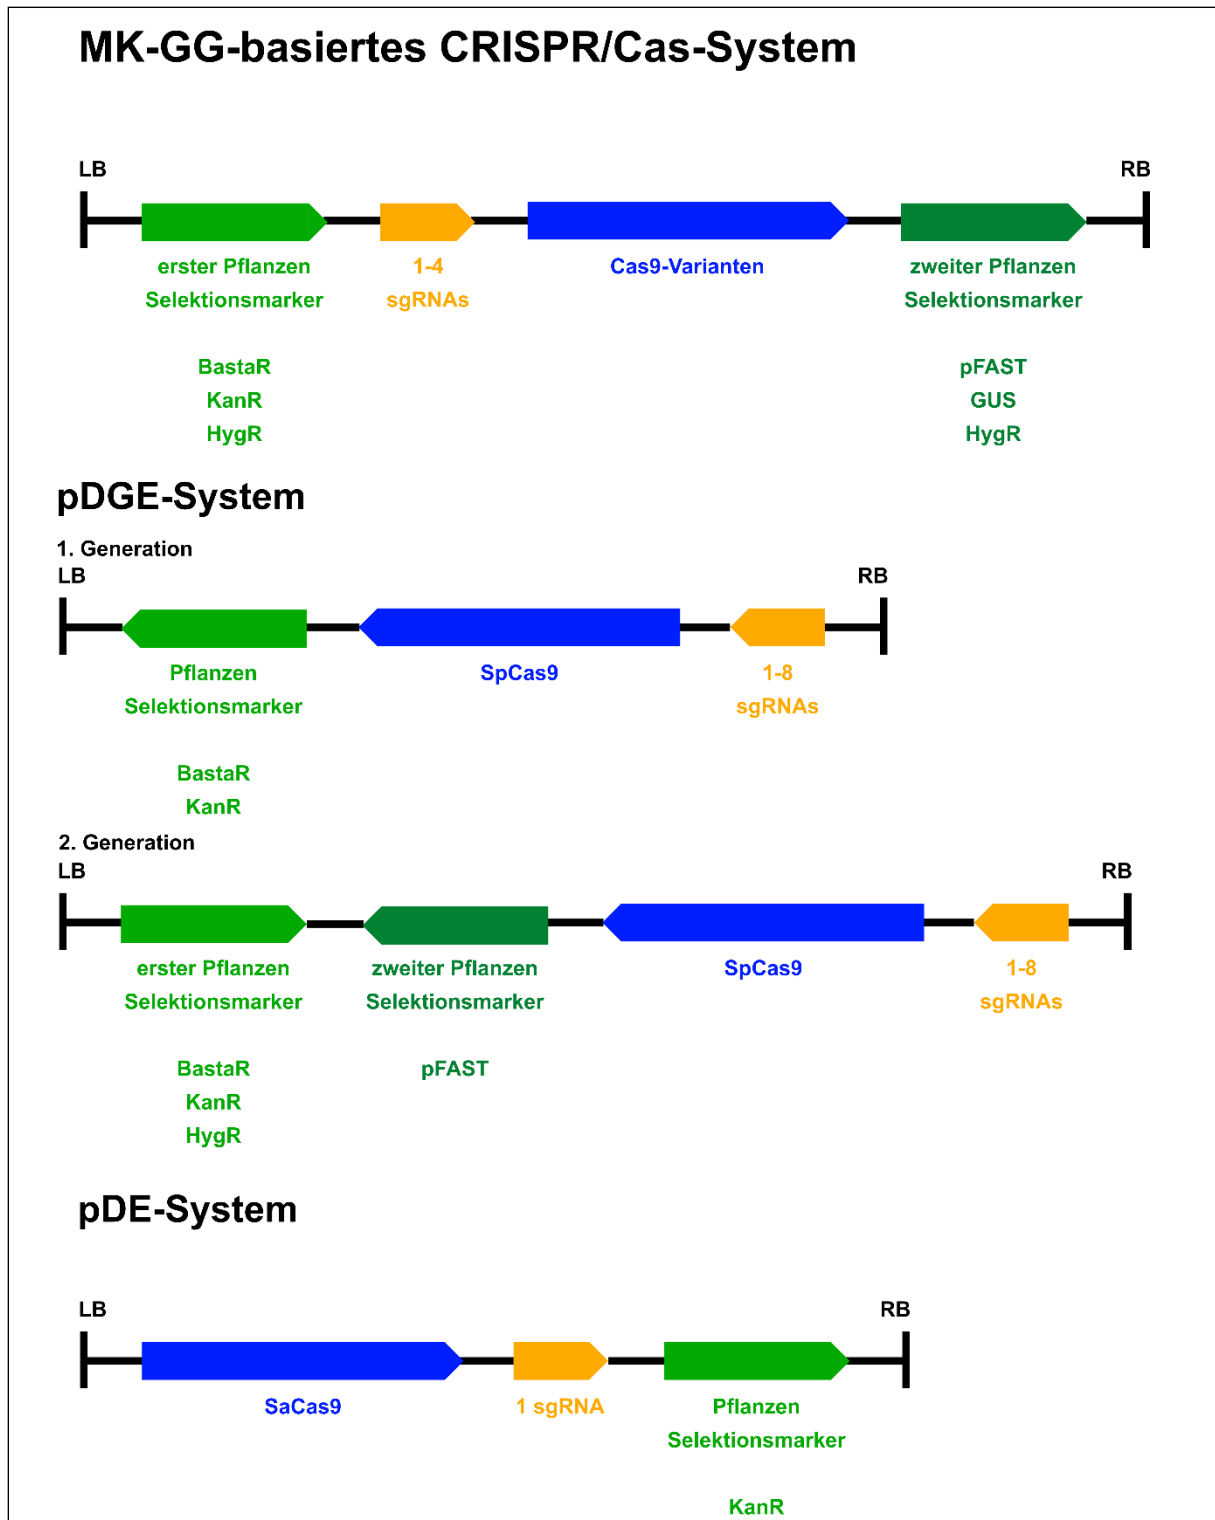 MK-GG-basiertes CRISPR/Cas-System
LB
RB
erster Pflanzen
Selektionsmarker
1-4
sgRNAs
Cas9-Varianten
zweiter Pflanzen
Selektionsmarker
BastaR
KanR
HygR
pFAST
GUS
HygR
pDGE-System
1. Generation
LB
RB
Pflanzen
Selektionsmarker
SpCas9
1-8
sgRNAs
BastaR
KanR
2. Generation
LB
RB
erster Pflanzen
Selektionsmarker
zweiter Pflanzen
Selektionsmarker
SpCas9
1-8
sgRNAs
BastaR
KanR
HygR
pFAST
pDE-System
LB
RB
SaCas9
1 sgRNA
Pflanzen
Selektionsmarker
KanR